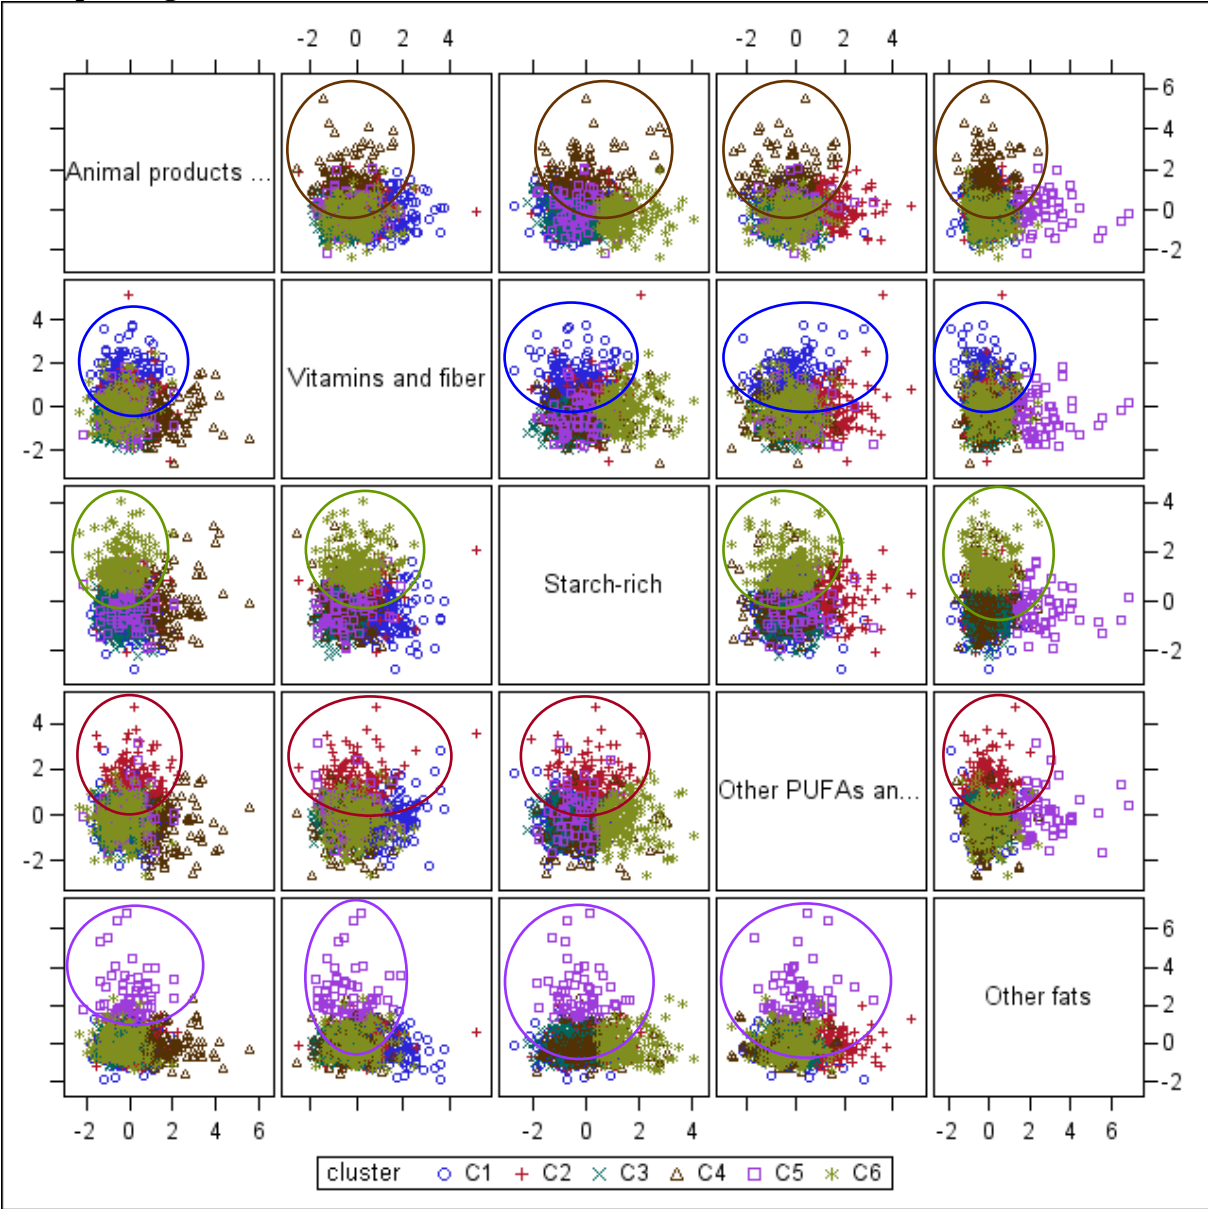 -2 0 2 4 -2 0 2 4
Animal products ... 6 4 2 0 -2
4 2 0 -2 Vitamins and fiber
Starch-rich 4 2 0 -2
4 2 0 -2 Other PUFAs an...
Other fats 6 4 2 0 -2
-2 0 2 4 6 -2 0 2 4 -2 0 2 4 6
cluster C1 C2 C3 C4 C5 C6